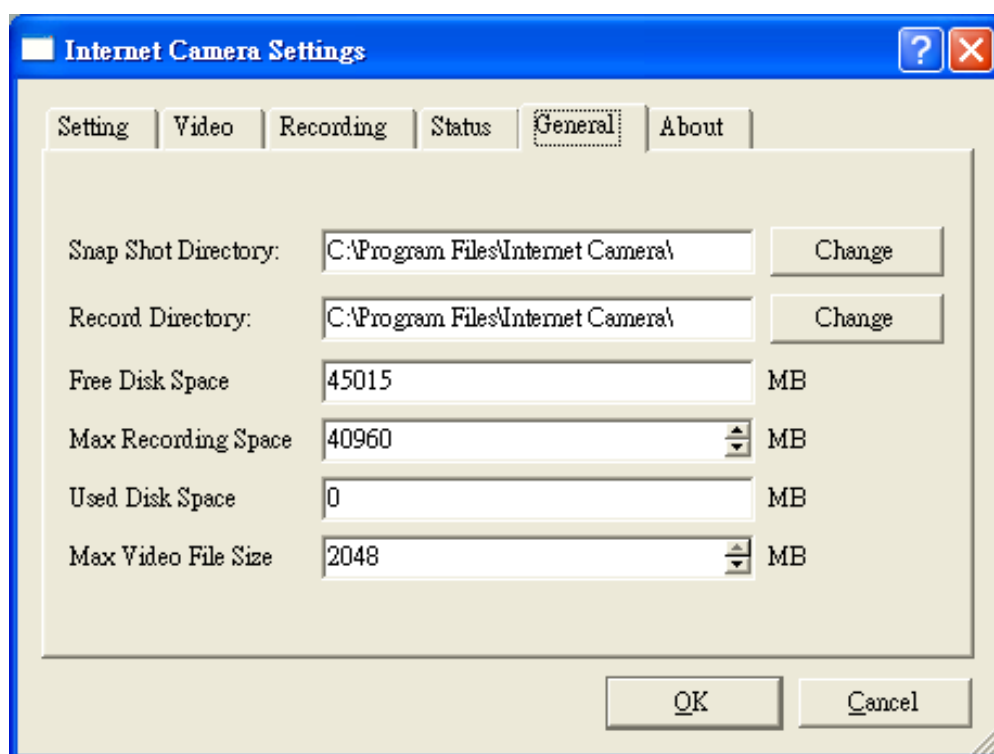 Internet Camera Settings
Setting Video Recording Status General About
Snap Shot Directory: C:\Program Files\Internet Camera\ Change
Record Directory: C:\Program Files\Internet Camera\ Change
Free Disk Space 45015 MB
Max Recording Space 40960 MB
Used Disk Space 0 MB
Max Video File Size 2048 MB
OK Cancel